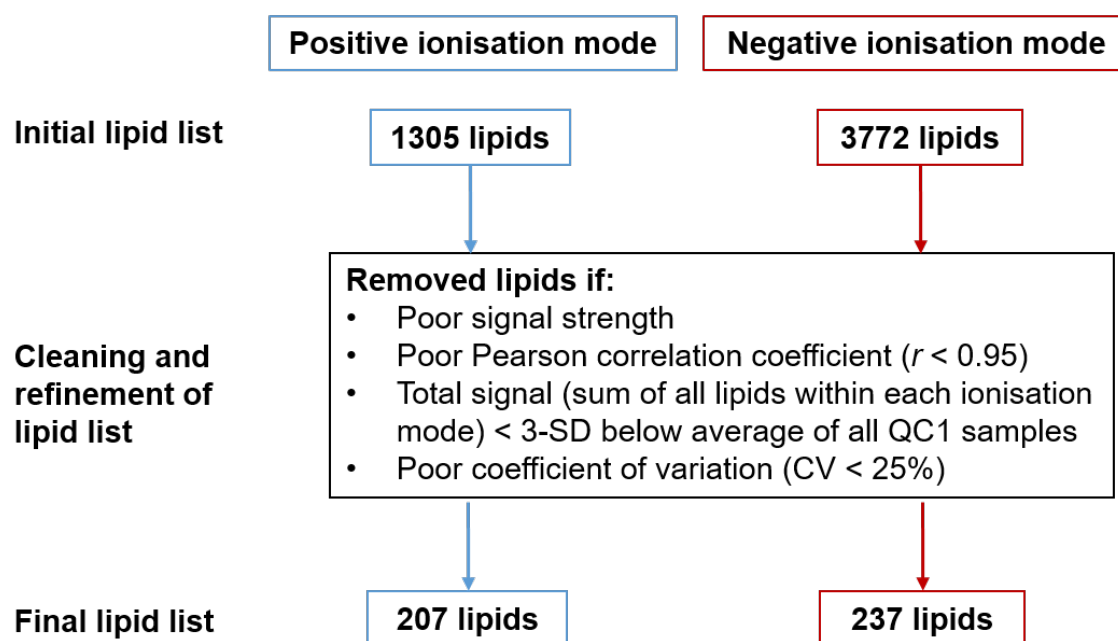 Positive ionisation mode
Negative ionisation mode
Initial lipid list
1305 lipids
3772 lipids
Cleaning and
refinement of
lipid list
Removed lipids if:
• Poor signal strength
• Poor Pearson correlation coefficient (r < 0.95)
• Total signal (sum of all lipids within each ionisation
mode) < 3-SD below average of all QC1 samples
• Poor coefficient of variation (CV < 25%)
Final lipid list
207 lipids
237 lipids